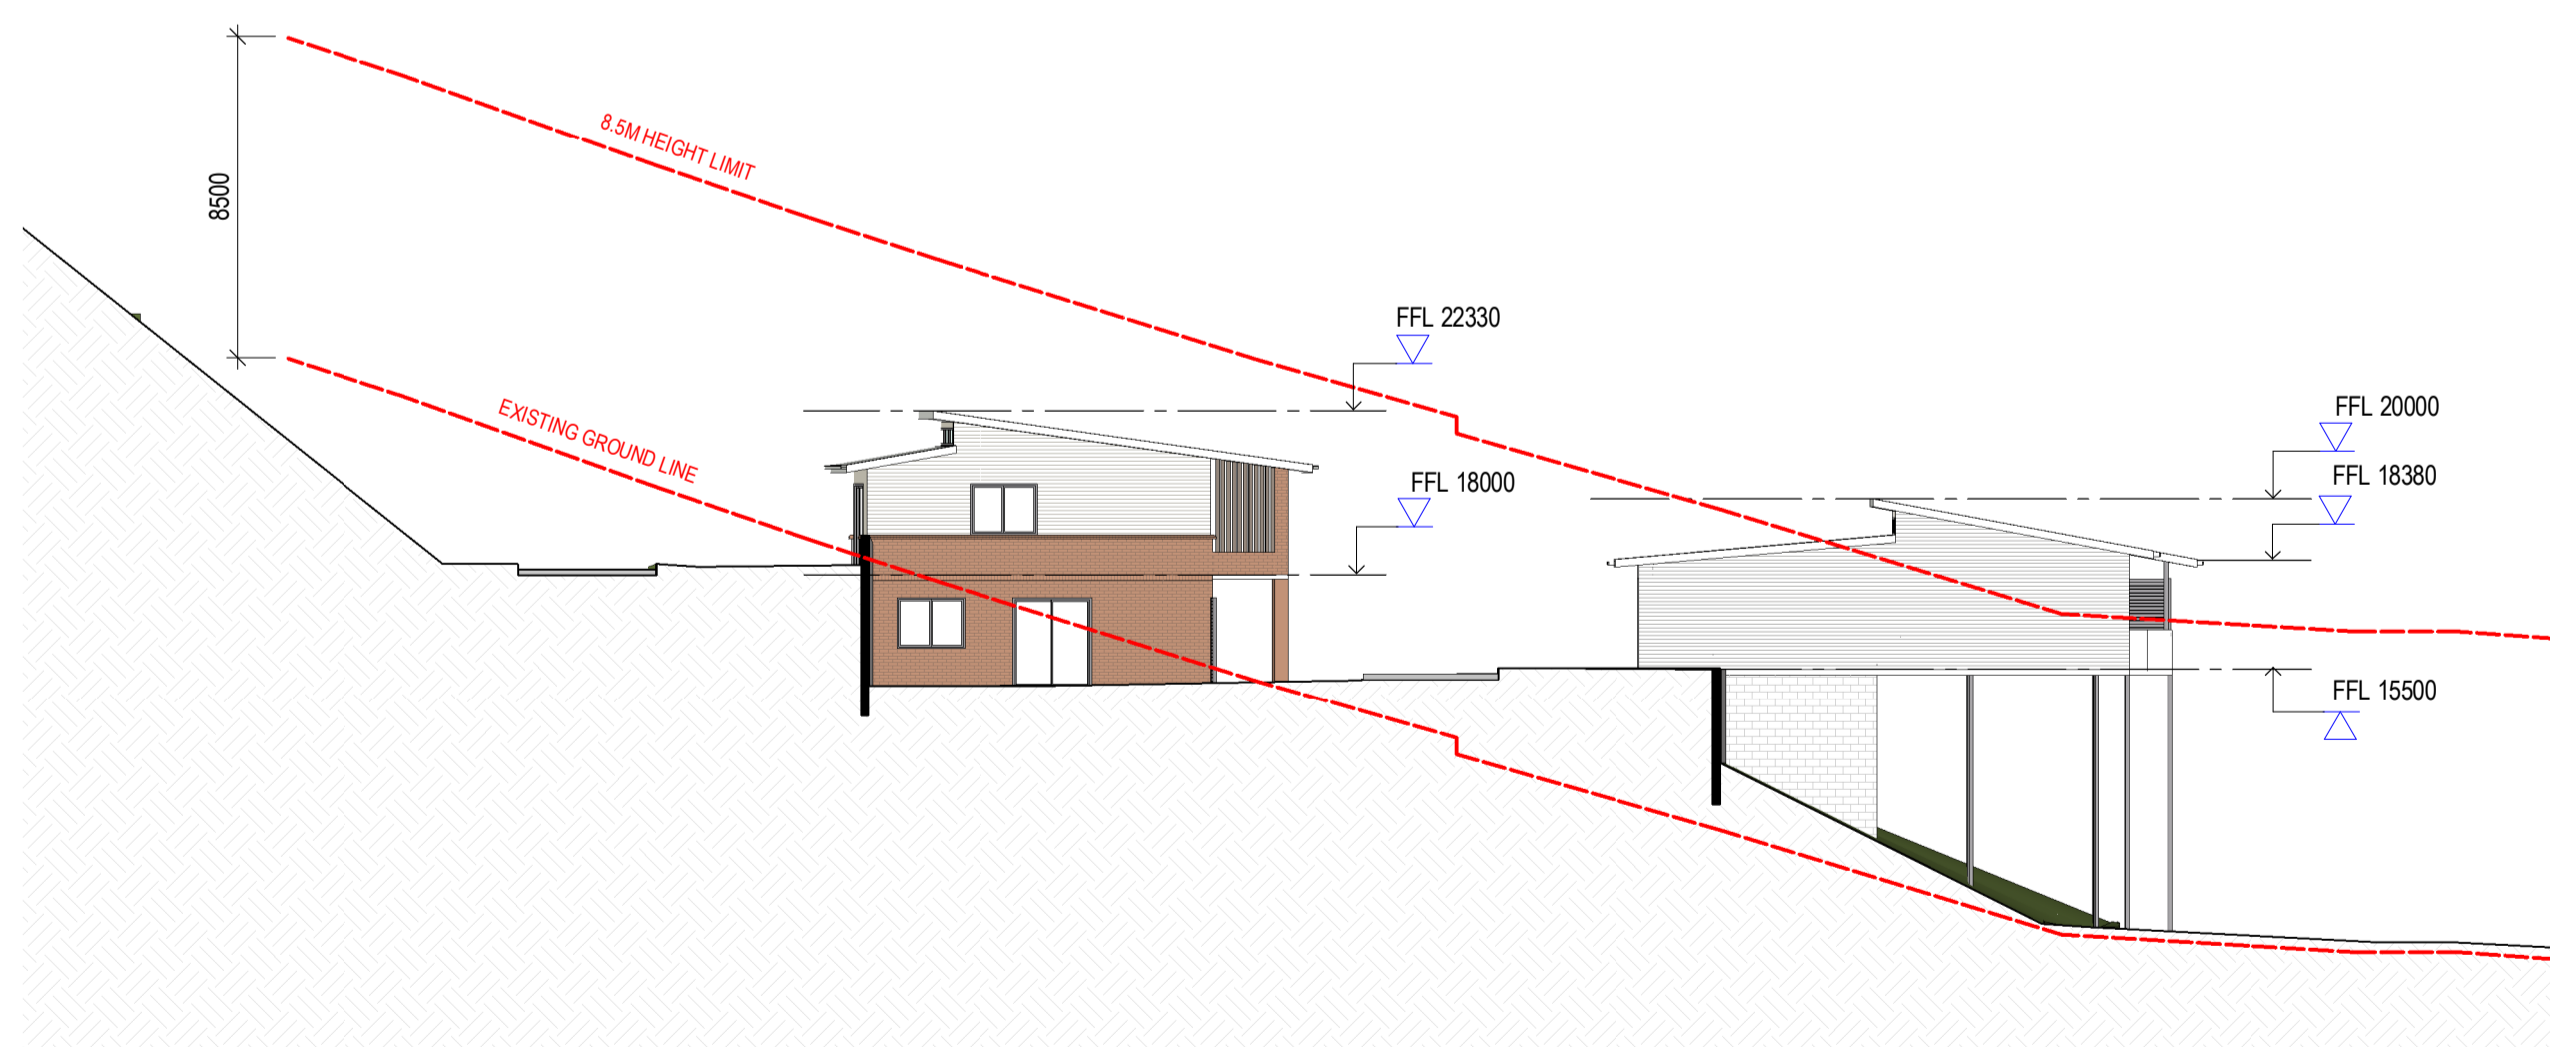 8500
8.5M HEIGHT LIMIT
EXISTING GROUND LINE
FFL 22330
FFL 18000
FFL 20000
FFL 18380
FFL 15500